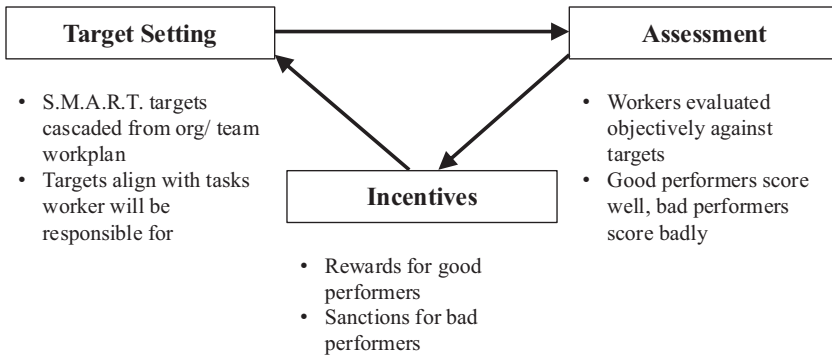 Target Setting
• S.M.A.R.T. targets
cascaded from org/ team
workplan
• Targets align with tasks
worker will be
responsible for
Assessment
• Workers evaluated
objectively against
targets
• Good performers score
well, bad performers
score badly
Incentives
• Rewards for good
performers
• Sanctions for bad
performers